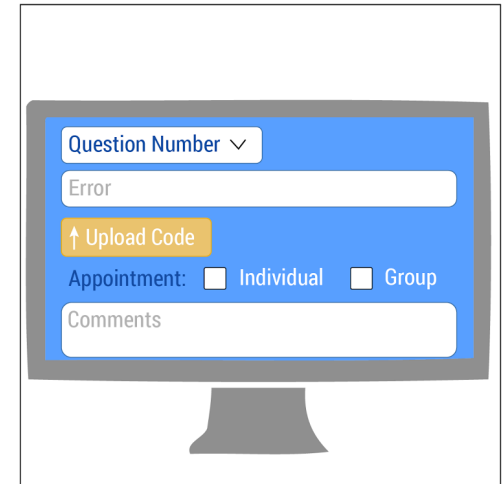 Question Number
Error
Upload Code
Appointment: Individual Group
Comments